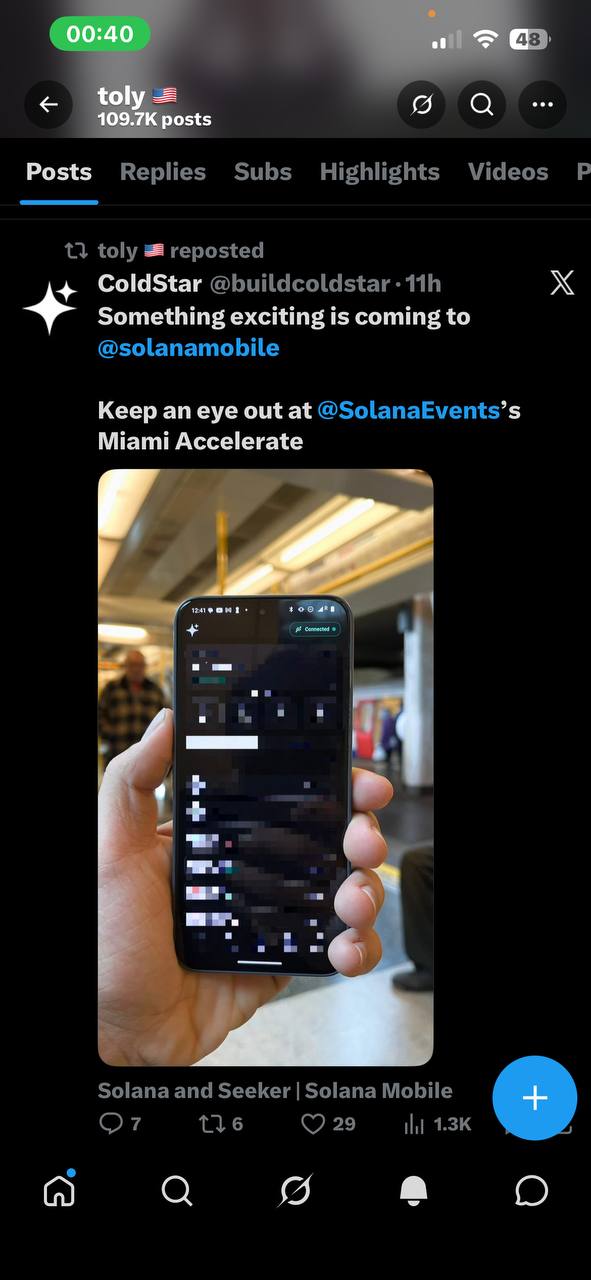 00:40
48
toly 🇺🇸
109.7K posts
Posts Replies Subs Highlights Videos P
toly 🇺🇸 reposted
ColdStar @buildcoldstar · 11h
Something exciting is coming to
@solanamobile
Keep an eye out at @SolanaEvents’s
Miami Accelerate
12:41
Connected
Solana and Seeker | Solana Mobile
7 6 29 1.3K